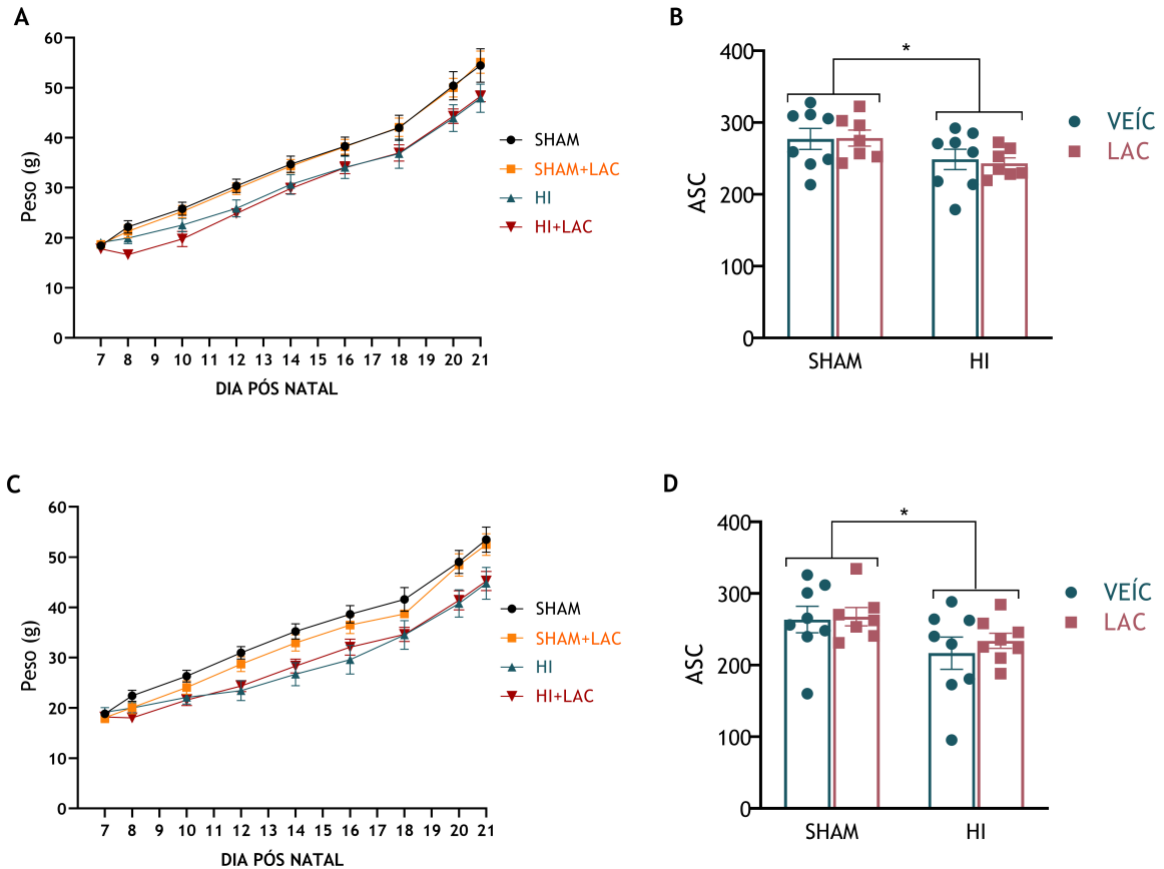 A
Peso (g)
60
50
40
30
20
10
0
7 8 9 10 11 12 13 14 15 16 17 18 19 20 21
DIA PÓS NATAL
SHAM
SHAM+LAC
HI
HI+LAC
B
ASC
400
300
200
100
0
*
SHAM HI
VEÍC
LAC
C
Peso (g)
60
50
40
30
20
10
0
7 8 9 10 11 12 13 14 15 16 17 18 19 20 21
DIA PÓS NATAL
SHAM
SHAM+LAC
HI
HI+LAC
D
ASC
400
300
200
100
0
*
SHAM HI
VEÍC
LAC